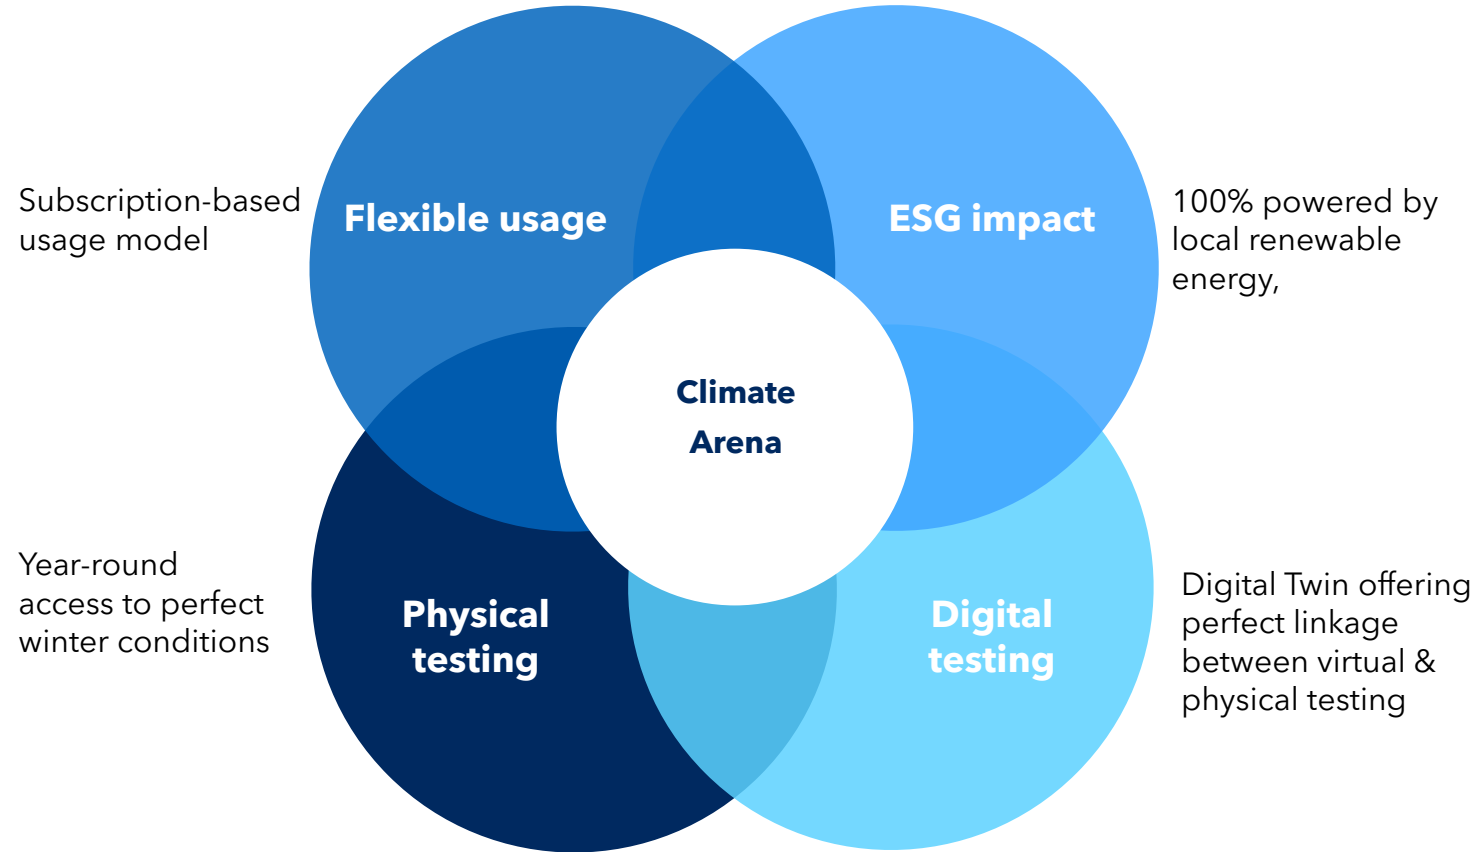 Subscription-based
usage model
Flexible usage
ESG impact
100% powered by
local renewable
energy,
Climate
Arena
Year-round
access to perfect
winter conditions
Physical
testing
Digital
testing
Digital Twin offering
perfect linkage
between virtual &
physical testing